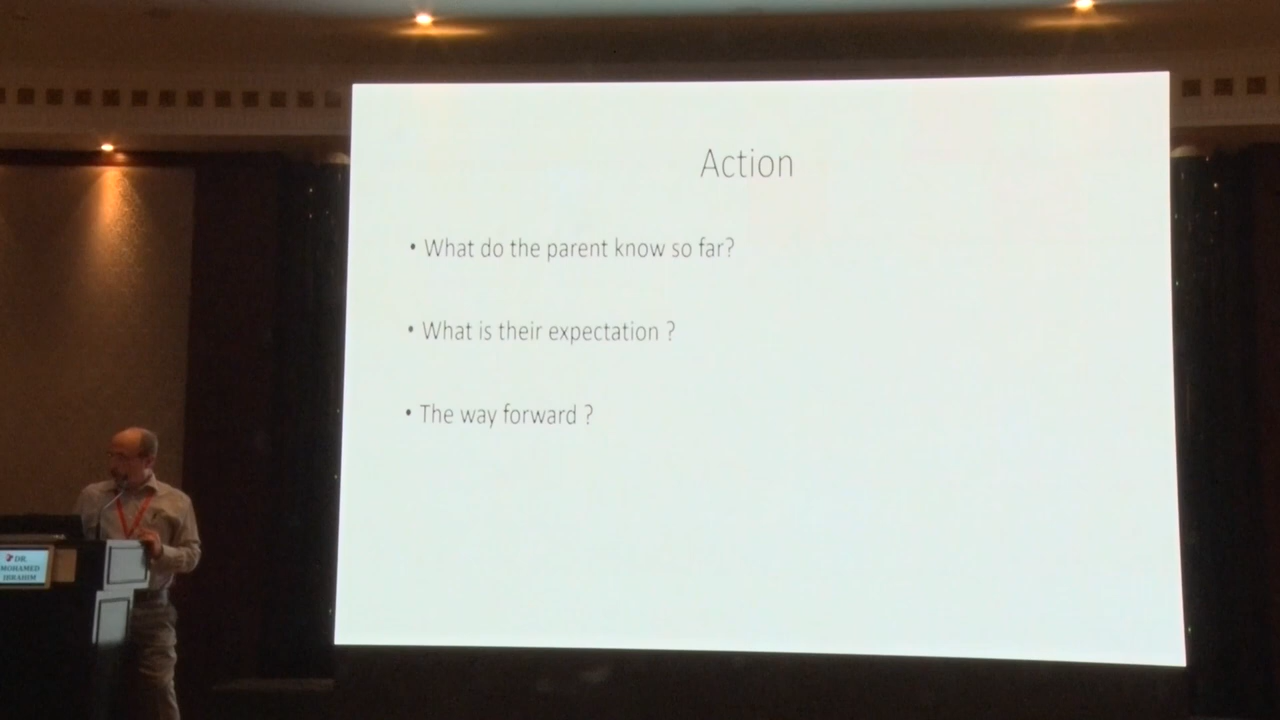 Action
• What do the parent know so far?
• What is their expectation ?
• The way forward ?
DR.
MOHAMED
IBRAHIM